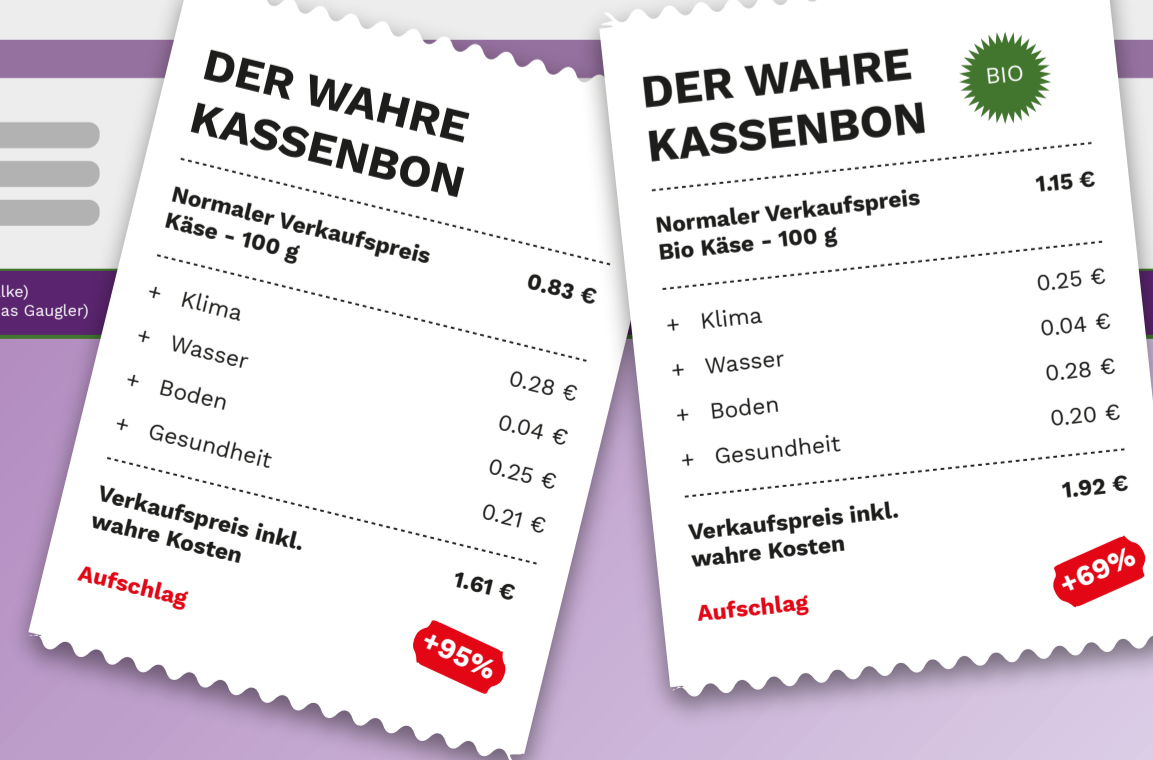 lke)
as Gaugler)
DER WAHRE
KASSENBON
Normaler Verkaufspreis
Käse - 100 g
0.83 €
+ Klima 0.28 €
+ Wasser 0.04 €
+ Boden 0.25 €
+ Gesundheit 0.21 €
Verkaufspreis inkl.
wahre Kosten
1.61 €
Aufschlag
+95%
DER WAHRE
KASSENBON
BIO
Normaler Verkaufspreis
Bio Käse - 100 g
1.15 €
+ Klima 0.25 €
+ Wasser 0.04 €
+ Boden 0.28 €
+ Gesundheit 0.20 €
Verkaufspreis inkl.
wahre Kosten
1.92 €
Aufschlag
+69%